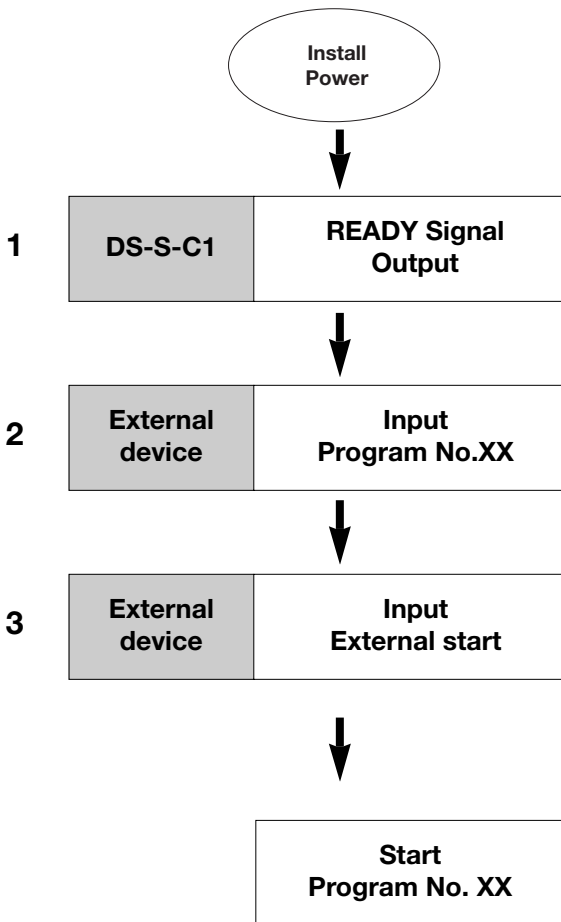 Install
Power
1
DS-S-C1
READY Signal
Output
2
External
device
Input
Program No.XX
3
External
device
Input
External start
Start
Program No. XX